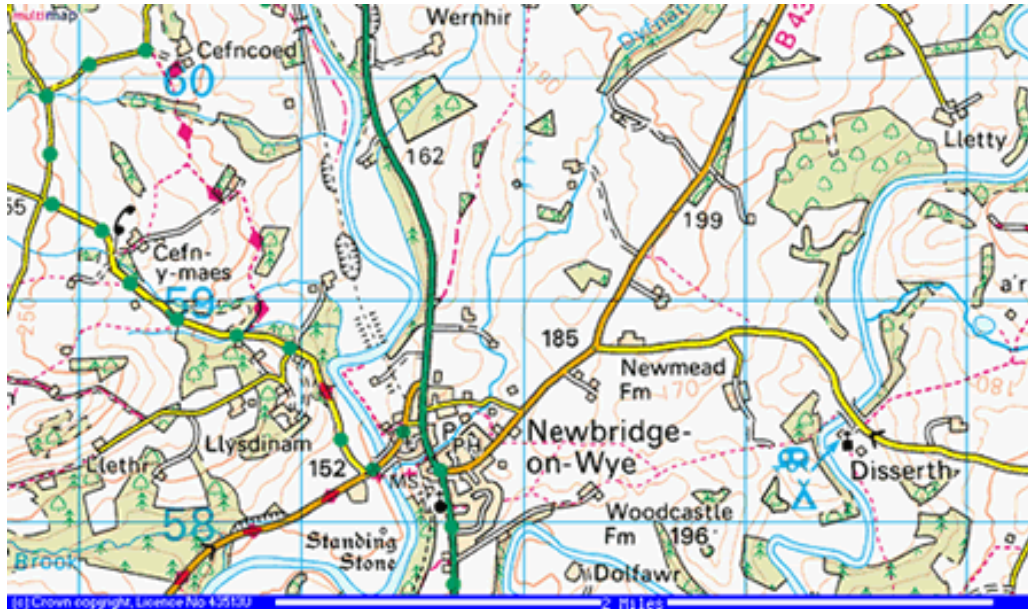 multimap
Wernhir
Cefncoed
Dyfnant
B 43
60
190
162
Lletty
199
55
Cefn-
y-maes
59
250
a'r
185
Newmead
Fm
170
180
Newbridge-
on-Wye
P
PH
Llysdinam
Llethr
152
MS
Disserth
58
Woodcastle
Fm
196
Standing
Stone
Brook
Dolfawr
(c) Crown copyright, Licence No 43513U
2 Miles